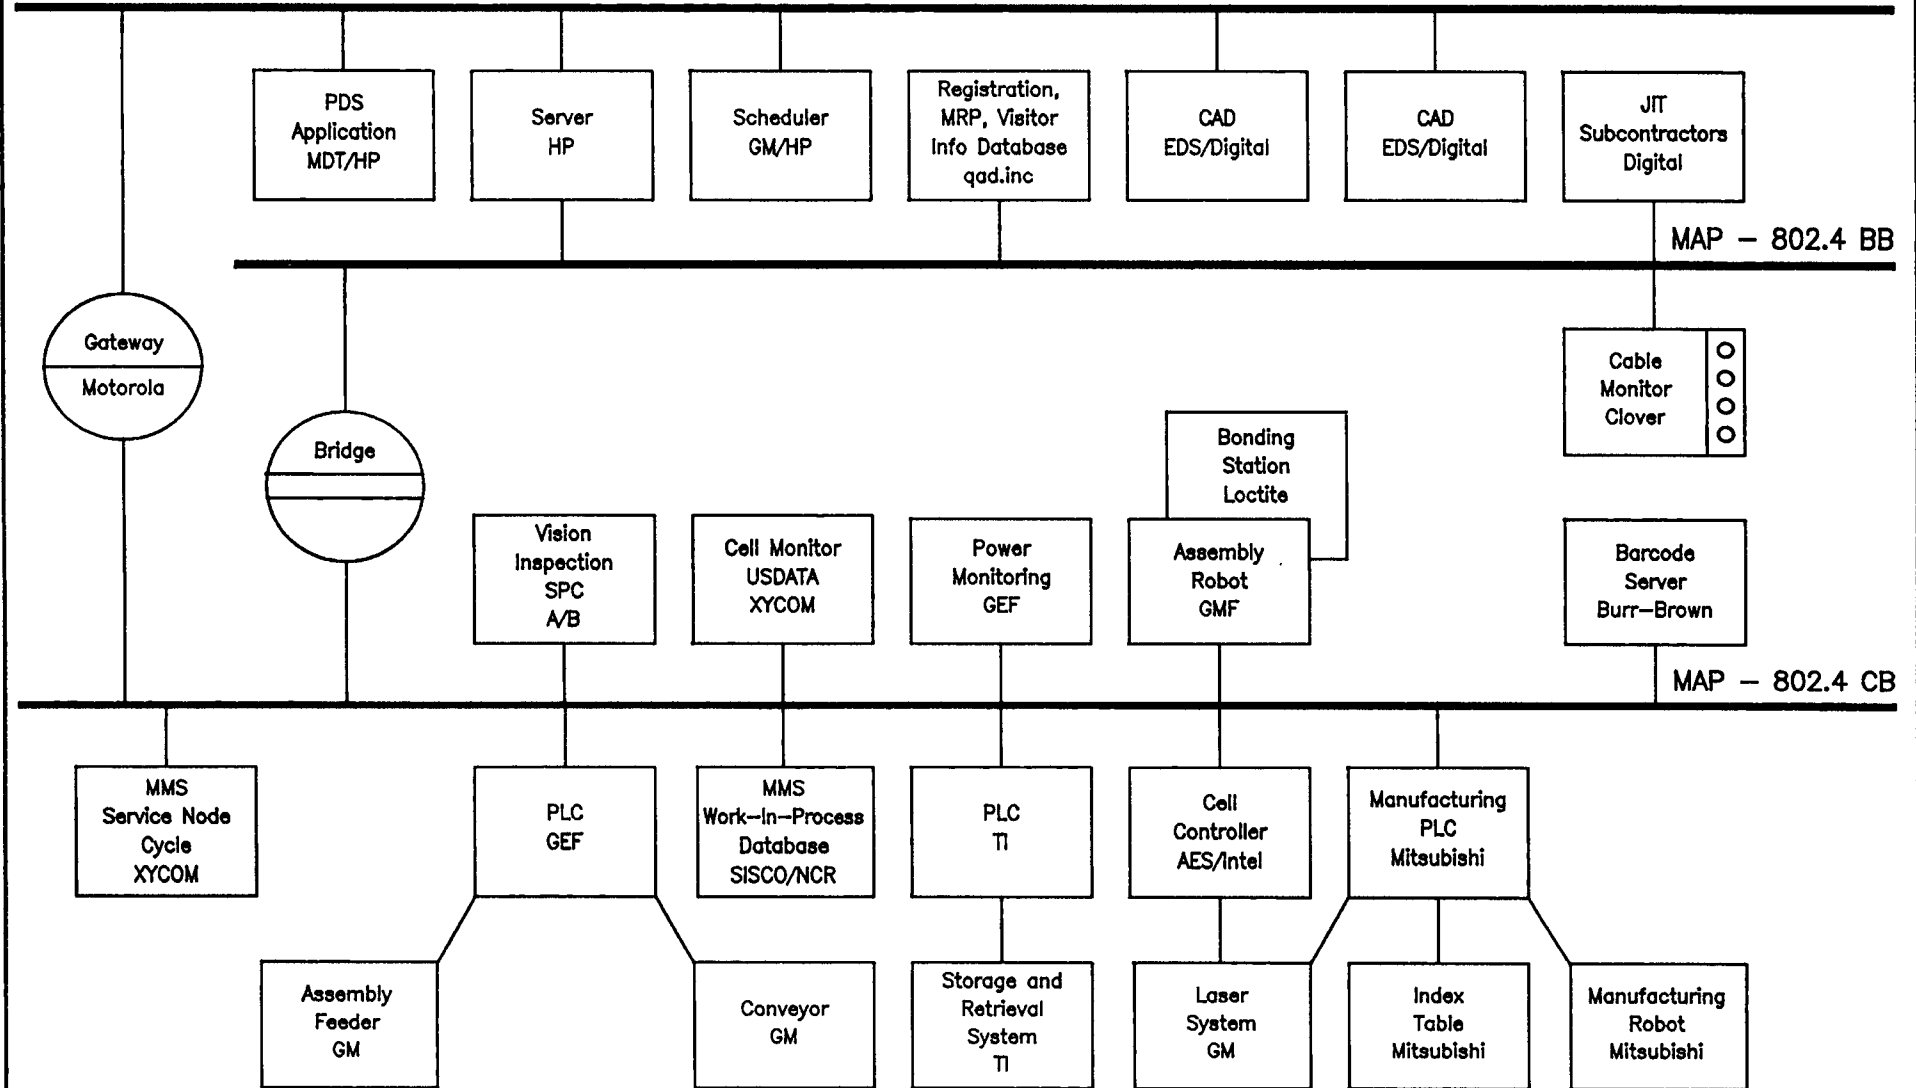 PDS
Application
MDT/HP
Server
HP
Scheduler
GM/HP
Registration,
MRP, Visitor
Info Database
qad.inc
CAD
EDS/Digital
CAD
EDS/Digital
JIT
Subcontractors
Digital
MAP – 802.4 BB
Gateway
Motorola
Bridge
Cable
Monitor
Clover
Bonding
Station
Loctite
Vision
Inspection
SPC
A/B
Cell Monitor
USDATA
XYCOM
Power
Monitoring
GEF
Assembly
Robot
GMF
Barcode
Server
Burr–Brown
MAP – 802.4 CB
MMS
Service Node
Cycle
XYCOM
PLC
GEF
MMS
Work–In–Process
Database
SISCO/NCR
PLC
TI
Cell
Controller
AES/Intel
Manufacturing
PLC
Mitsubishi
Assembly
Feeder
GM
Conveyor
GM
Storage and
Retrieval
System
TI
Laser
System
GM
Index
Table
Mitsubishi
Manufacturing
Robot
Mitsubishi